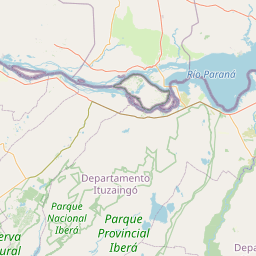 Río Paraná
Departamento
Ituzaingó
Parque
Nacional
Iberá
Parque
Provincial
Iberá
erva
ural
Depa